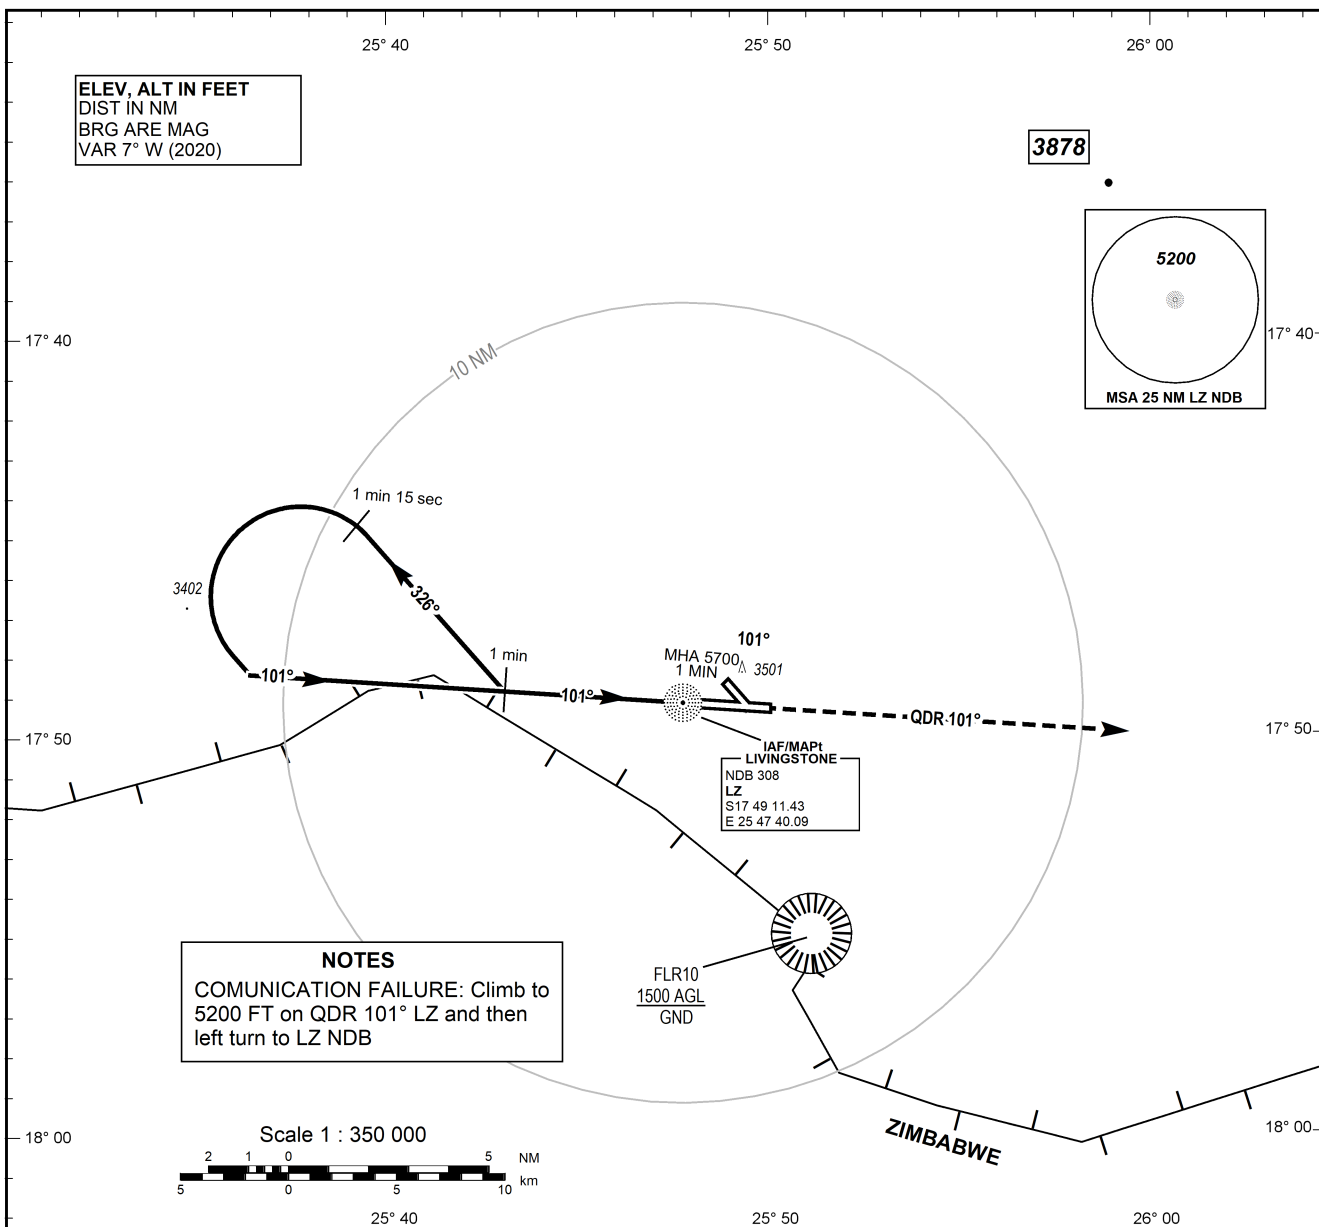 25° 40
25° 50
26° 00
ELEV, ALT IN FEET
DIST IN NM
BRG ARE MAG
VAR 7° W (2020)
3878
5200
MSA 25 NM LZ NDB
17° 40
17° 40
10 NM
1 min 15 sec
3402
326°
1 min
101°
101°
101°
MHA 5700
1 MIN
3501
QDR 101°
17° 50
17° 50
IAF/MAPt
LIVINGSTONE
NDB 308
LZ
S17 49 11.43
E 25 47 40.09
FLR10
1500 AGL
GND
NOTES
COMUNICATION FAILURE: Climb to
5200 FT on QDR 101° LZ and then
left turn to LZ NDB
ZIMBABWE
18° 00
18° 00
Scale 1 : 350 000
2 1 0 5 NM
5 0 5 10 km
25° 40
25° 50
26° 00